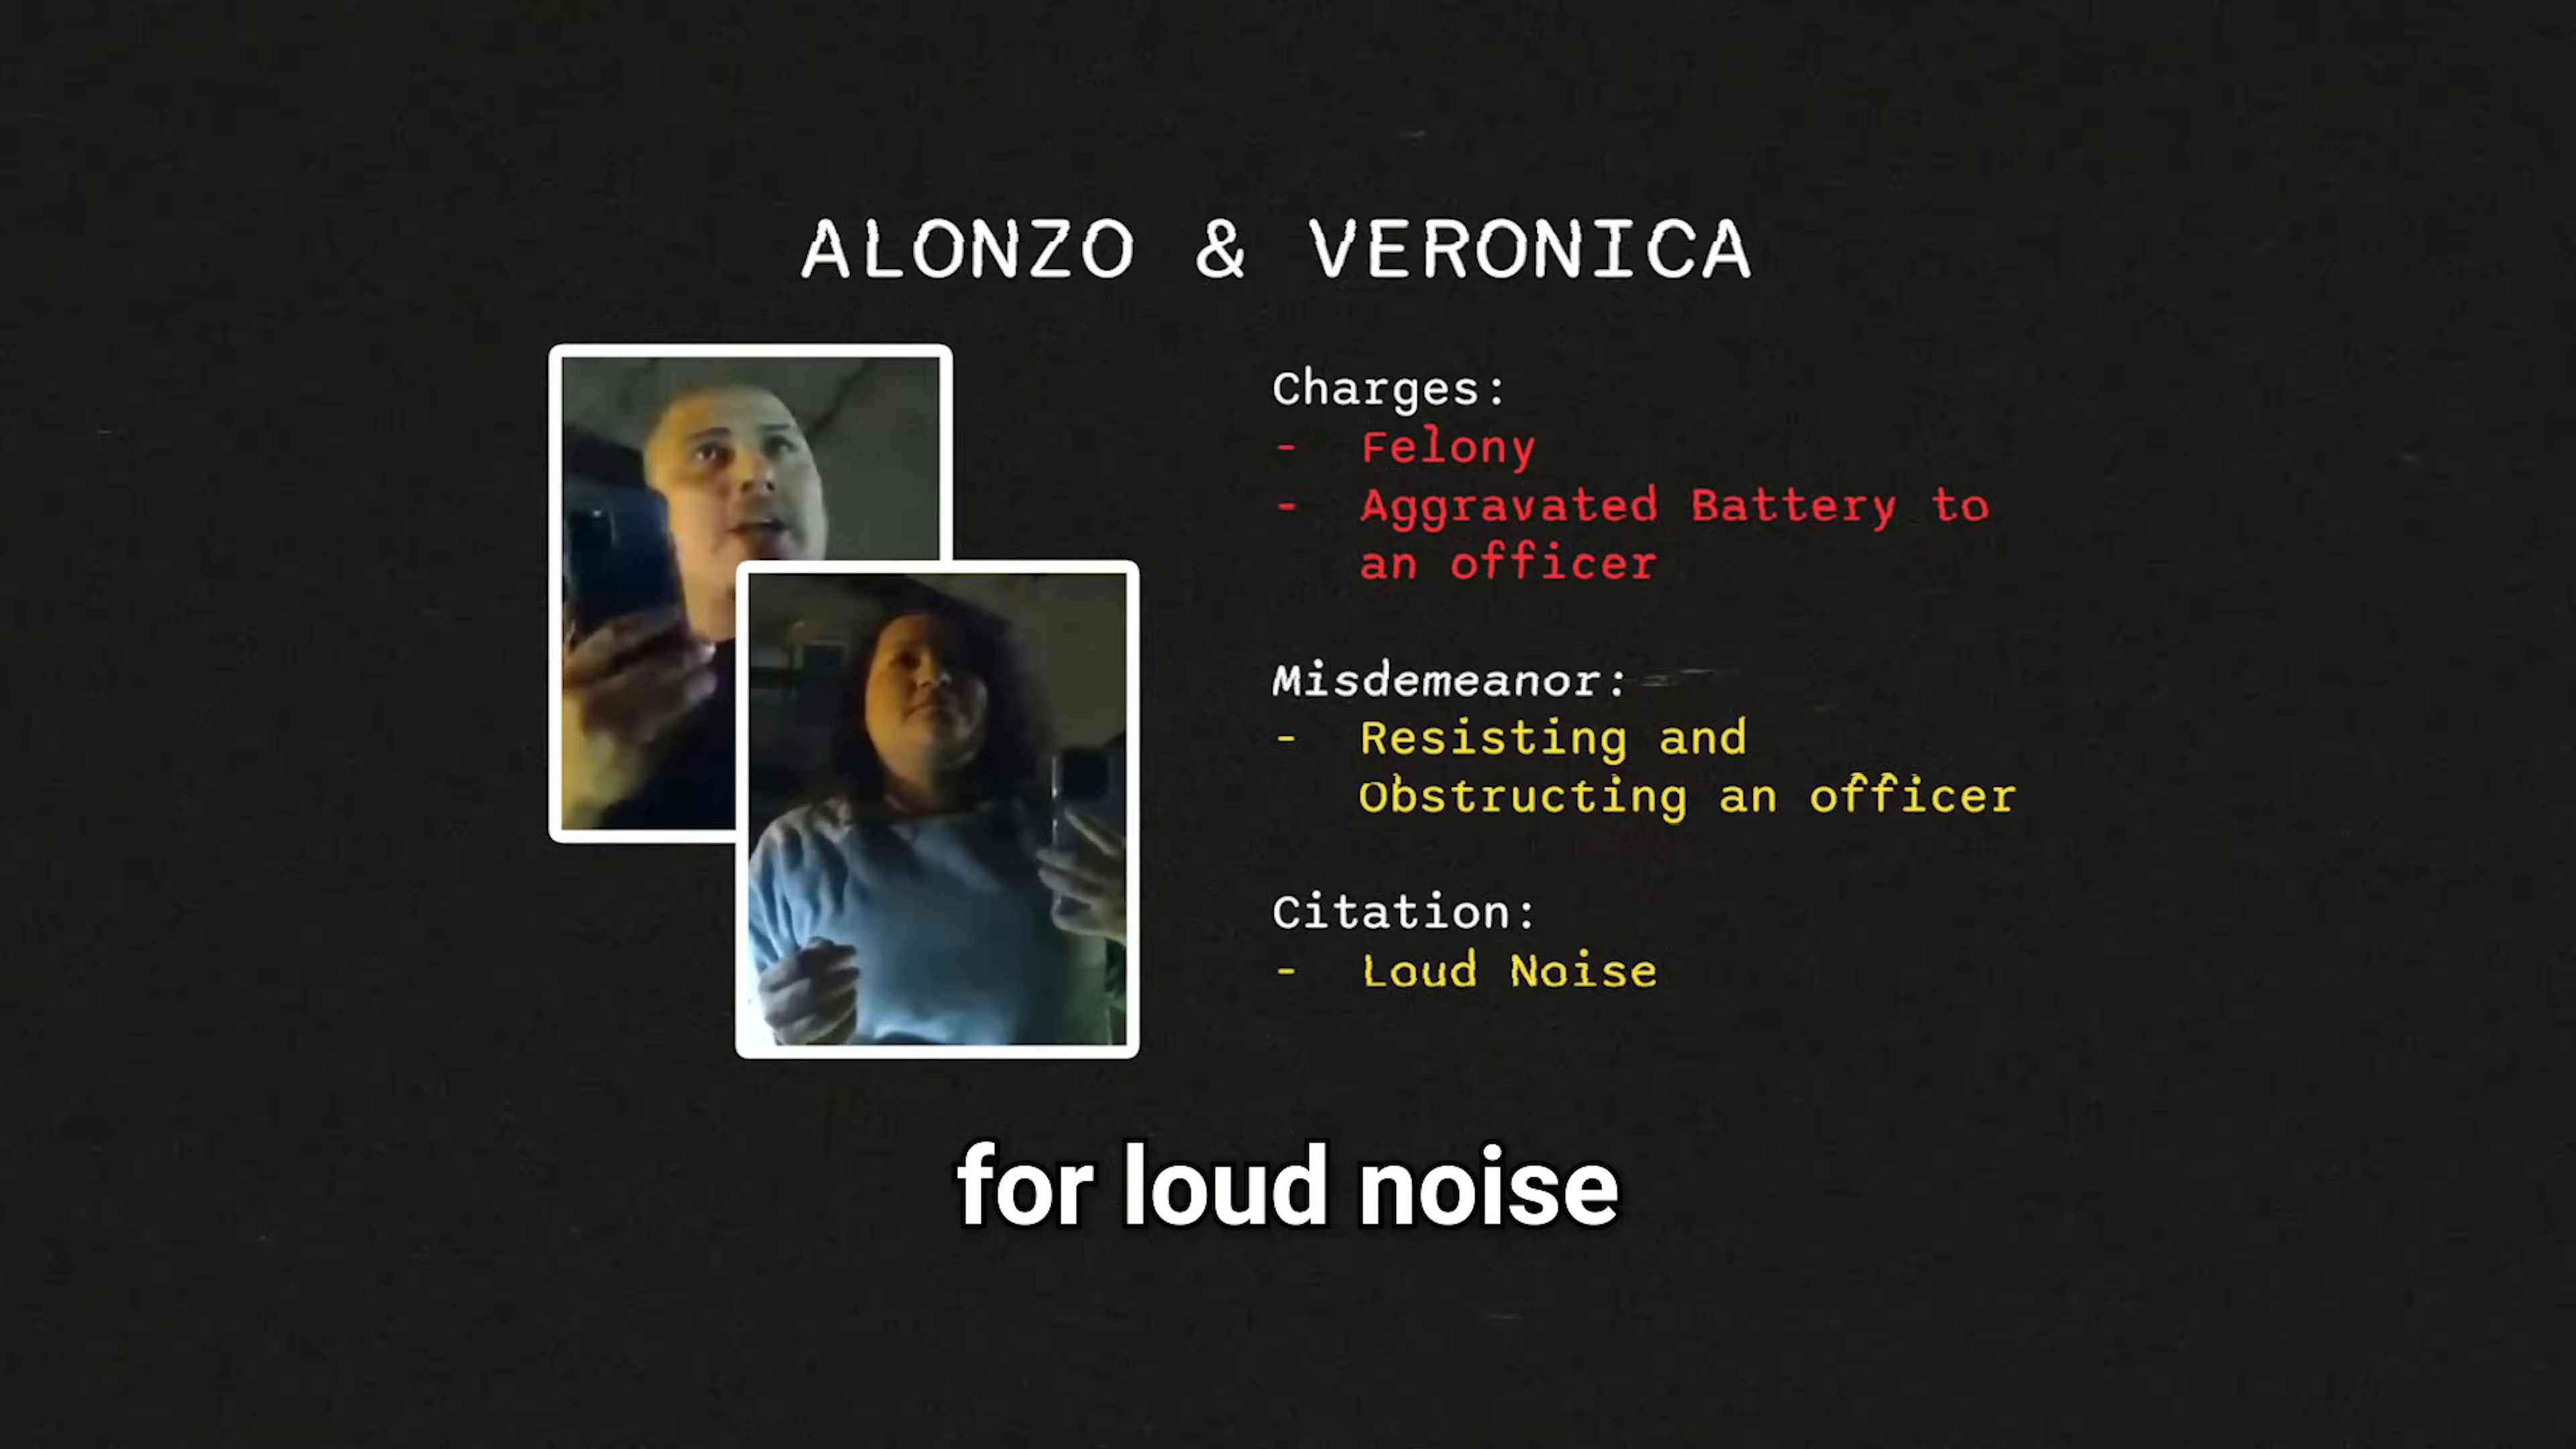 ALONZO & VERONICA
Charges:
- Felony
- Aggravated Battery to
an officer
Misdemeanor:
- Resisting and
Obstructing an officer
Citation:
- Loud Noise
for loud noise